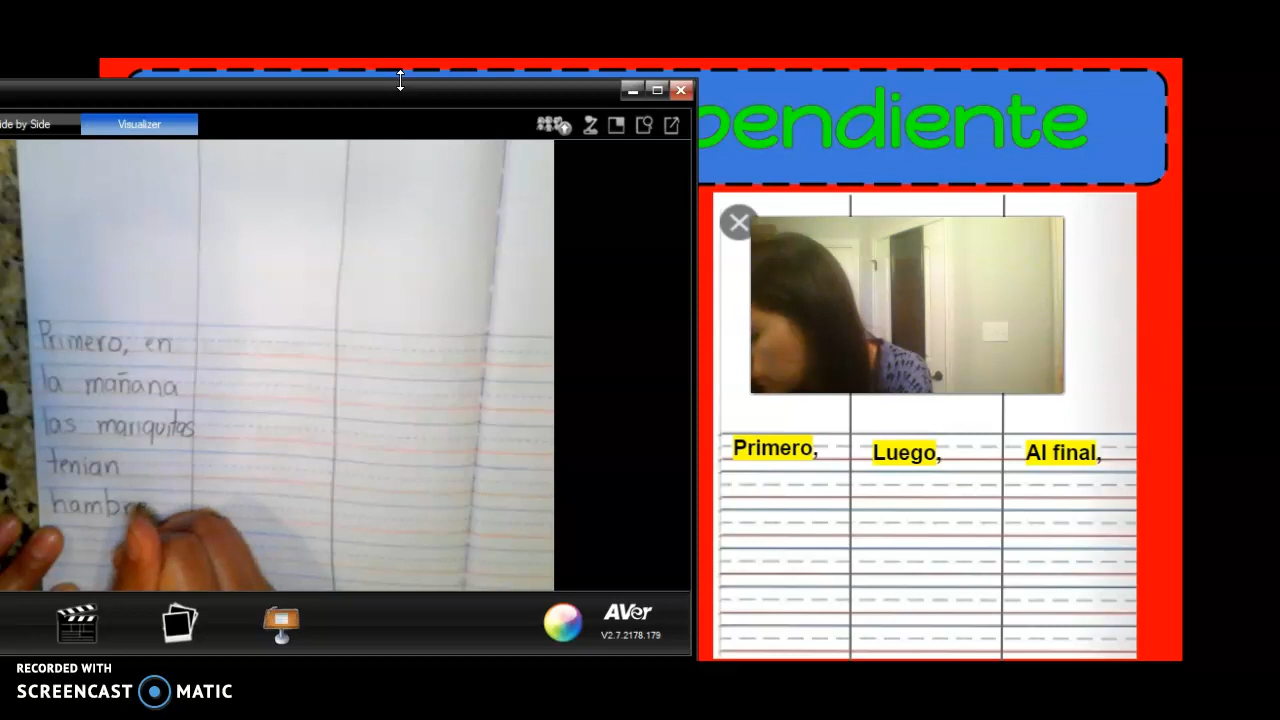 pendiente
ide by Side
Visualizer
Primero, en
la mañana
las mariquitas
tenian
hambr
Primero,
Luego,
Al final,
AVer
V2.7.2178.179
RECORDED WITH
SCREENCAST MATIC